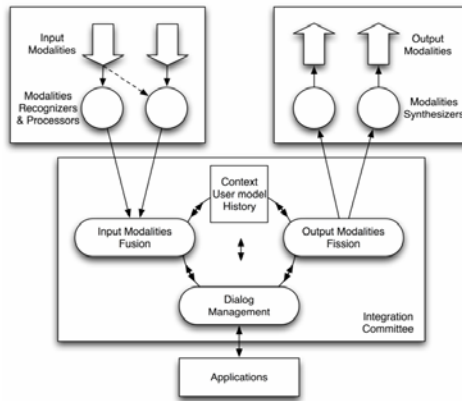 Input
Modalities
Modalities
Recognizers
& Processors
Output
Modalities
Modalities
Synthesizers
Context
User model
History
Input Modalities
Fusion
Output Modalities
Fission
Dialog
Management
Integration
Committee
Applications